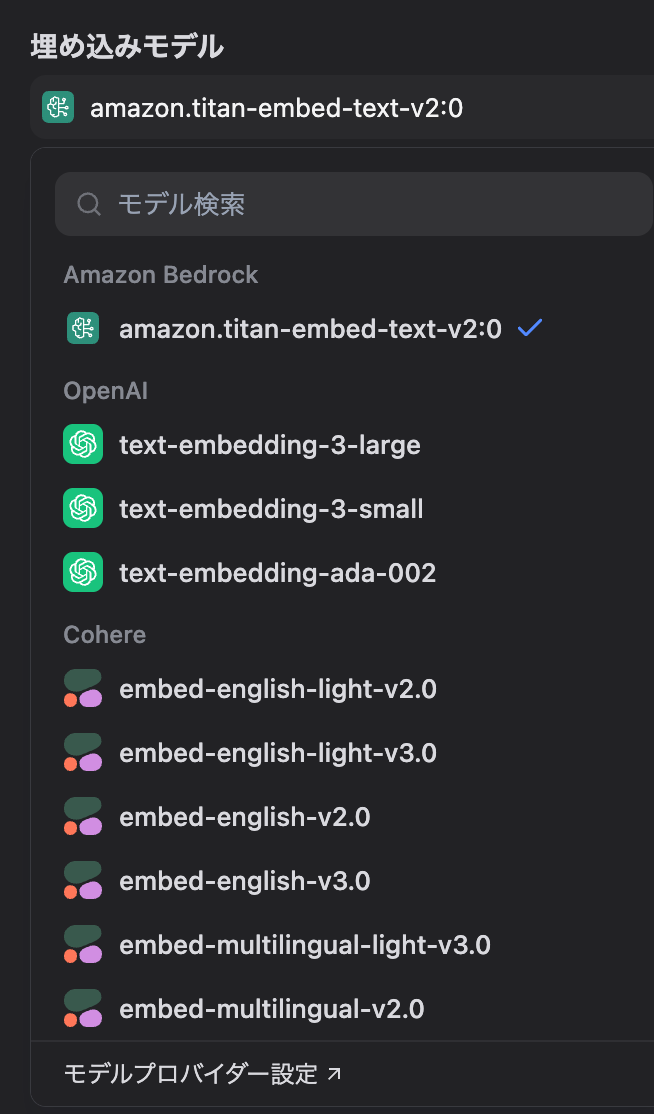 埋め込みモデル
amazon.titan-embed-text-v2:0
モデル検索
Amazon Bedrock
amazon.titan-embed-text-v2:0
OpenAI
text-embedding-3-large
text-embedding-3-small
text-embedding-ada-002
Cohere
embed-english-light-v2.0
embed-english-light-v3.0
embed-english-v2.0
embed-english-v3.0
embed-multilingual-light-v3.0
embed-multilingual-v2.0
モデルプロバイダー設定